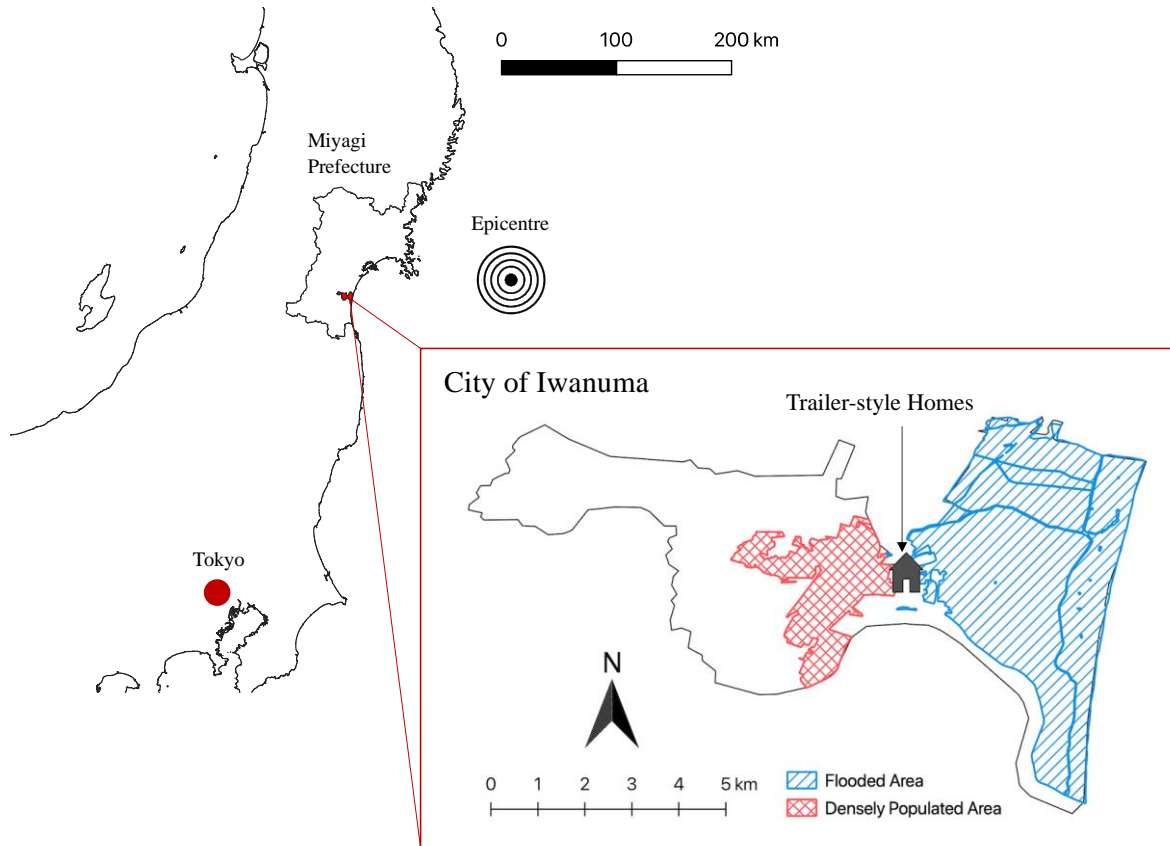 0 100 200 km
Miyagi
Prefecture
Epicentre
City of Iwanuma
Trailer-style Homes
Tokyo
N
0 1 2 3 4 5 km
Flooded Area
Densely Populated Area